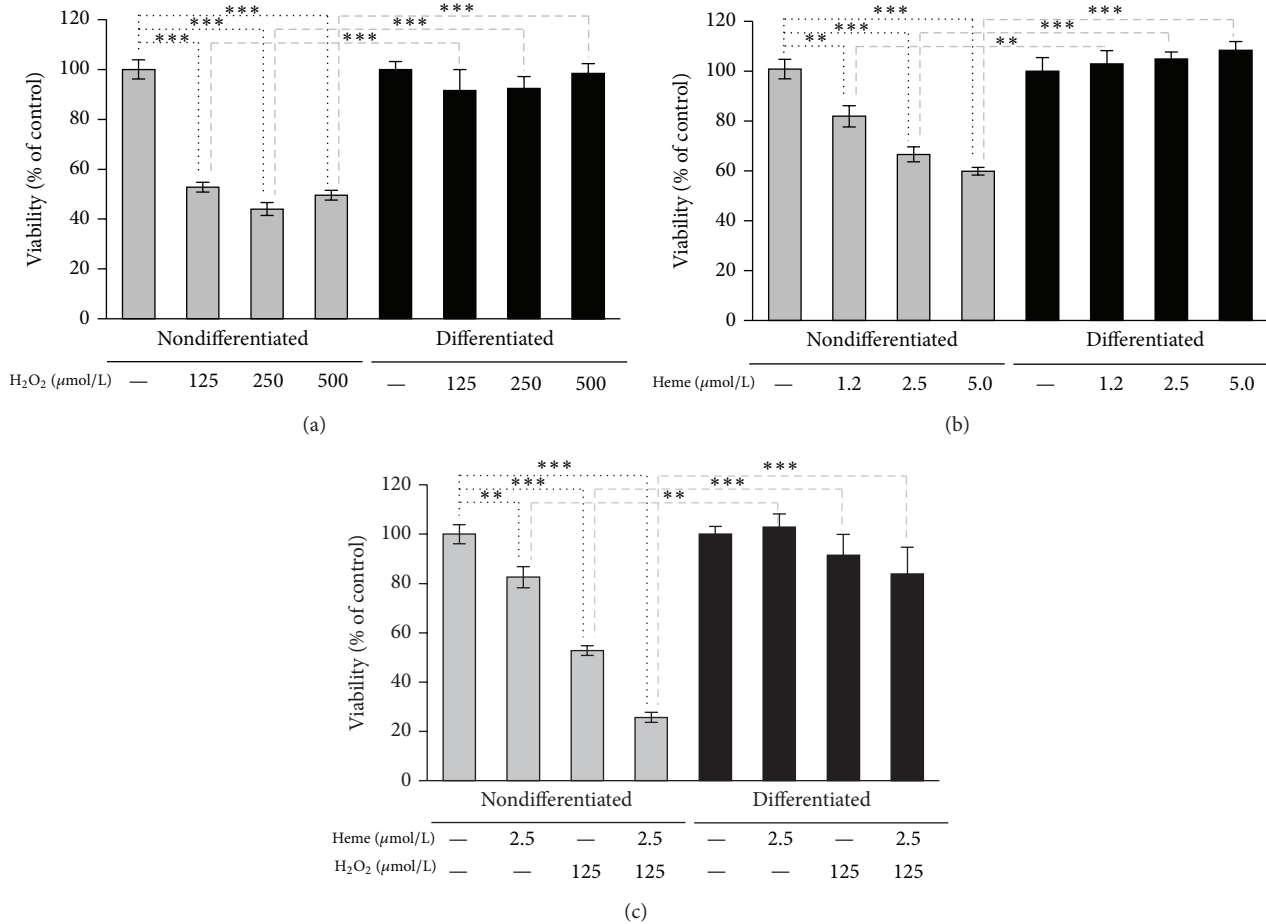 *** ***
*** ***
*** ***
120
100
80
60
40
20
0
Viability (% of control)
Nondifferentiated Differentiated
H₂O₂ (μmol/L) — 125 250 500 — 125 250 500
(a)
*** ***
*** ***
** **
120
100
80
60
40
20
0
Viability (% of control)
Nondifferentiated Differentiated
Heme (μmol/L) — 1.2 2.5 5.0 — 1.2 2.5 5.0
(b)
*** ***
*** ***
** **
120
100
80
60
40
20
0
Viability (% of control)
Nondifferentiated Differentiated
Heme (μmol/L) — 2.5 — 2.5 — 2.5 — 2.5
H₂O₂ (μmol/L) — — 125 125 — — 125 125
(c)